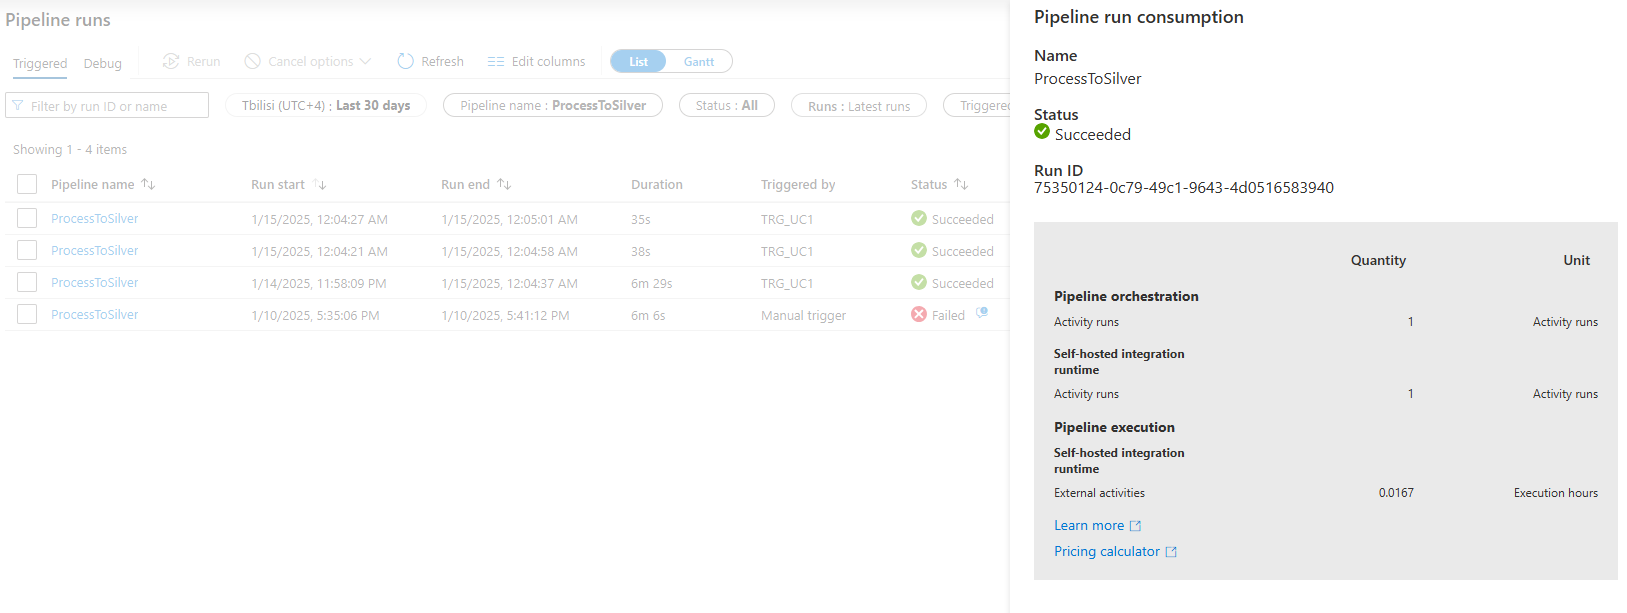 Pipeline runs
Triggered Debug Rerun Cancel options Refresh Edit columns List Gantt
Filter by run ID or name Tbilisi (UTC+4) : Last 30 days Pipeline name : ProcessToSilver Status : All Runs : Latest runs Triggered
Showing 1 - 4 items
Pipeline name Run start Run end Duration Triggered by Status
ProcessToSilver 1/15/2025, 12:04:27 AM 1/15/2025, 12:05:01 AM 35s TRG_UC1 Succeeded
ProcessToSilver 1/15/2025, 12:04:21 AM 1/15/2025, 12:04:58 AM 38s TRG_UC1 Succeeded
ProcessToSilver 1/14/2025, 11:58:09 PM 1/15/2025, 12:04:37 AM 6m 29s TRG_UC1 Succeeded
ProcessToSilver 1/10/2025, 5:35:06 PM 1/10/2025, 5:41:12 PM 6m 6s Manual trigger Failed
Pipeline run consumption
Name
ProcessToSilver
Status
Succeeded
Run ID
75350124-0c79-49c1-9643-4d0516583940
Quantity Unit
Pipeline orchestration
Activity runs 1 Activity runs
Self-hosted integration
runtime
Activity runs 1 Activity runs
Pipeline execution
Self-hosted integration
runtime
External activities 0.0167 Execution hours
Learn more
Pricing calculator